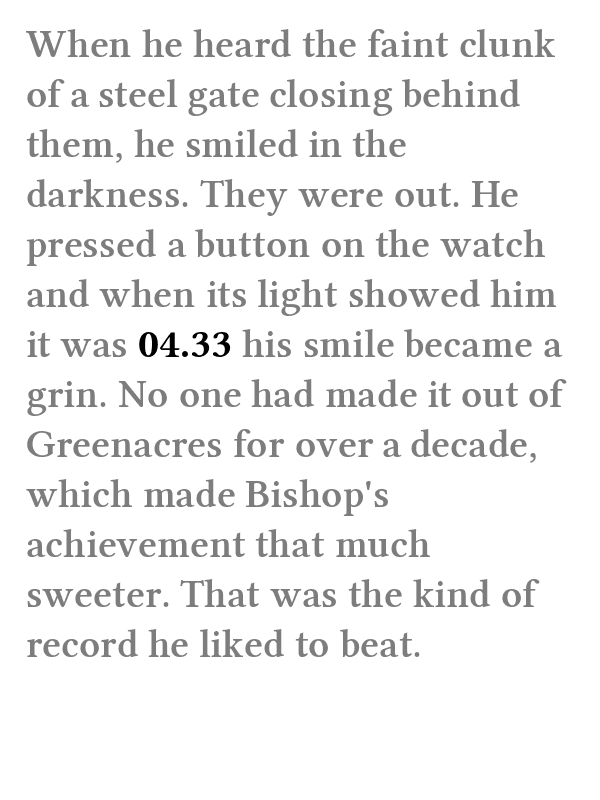 When he heard the faint clunk
of a steel gate closing behind
them, he smiled in the
darkness. They were out. He
pressed a button on the watch
and when its light showed him
it was 04.33 his smile became a
grin. No one had made it out of
Greenacres for over a decade,
which made Bishop's
achievement that much
sweeter. That was the kind of
record he liked to beat.